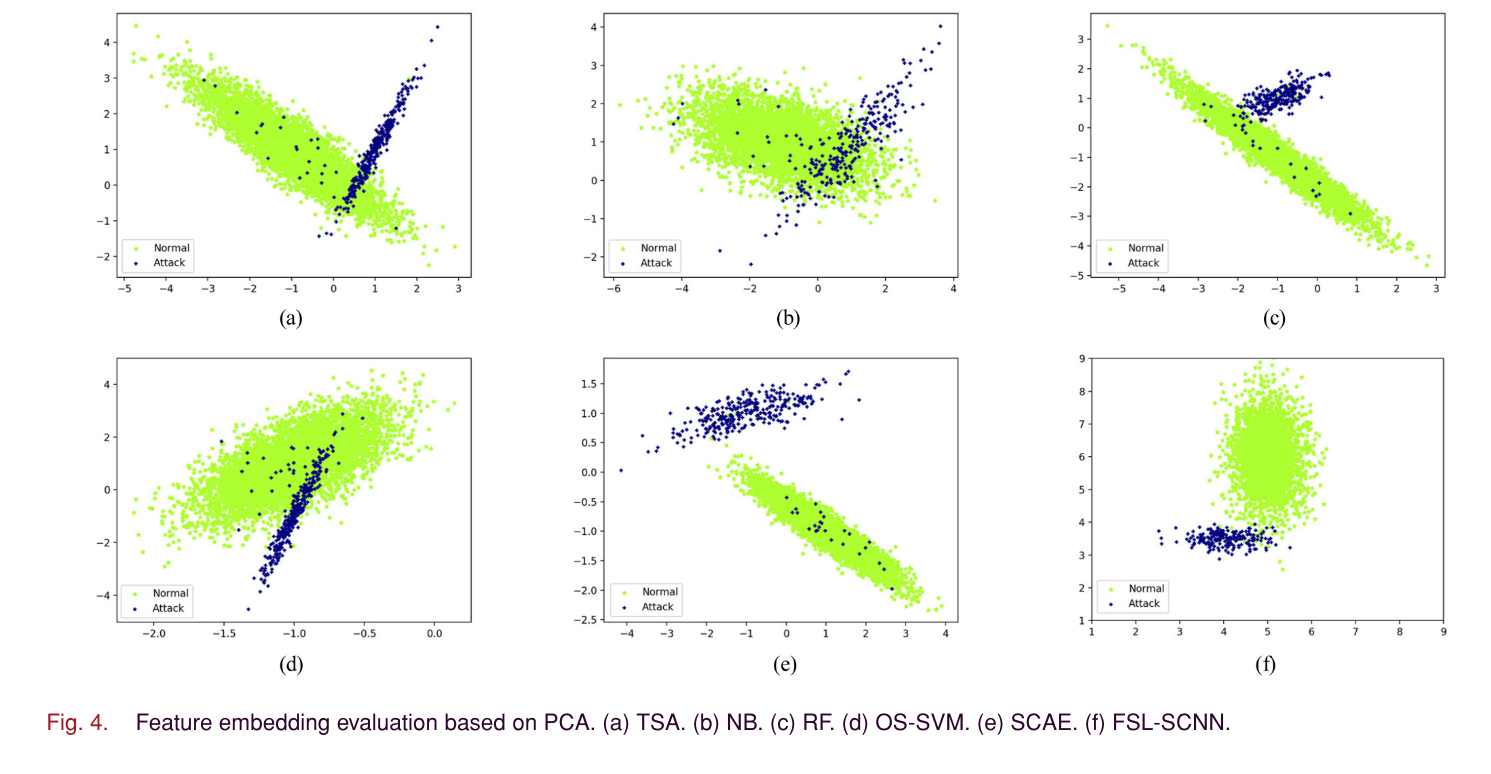 4
3
2
1
0
−1
−2
Normal
Attack
−5 −4 −3 −2 −1 0 1 2 3
(a)
4
3
2
1
0
−1
−2
Normal
Attack
−6 −4 −2 0 2 4
(b)
3
2
1
0
−1
−2
−3
−4
−5
Normal
Attack
−5 −4 −3 −2 −1 0 1 2 3
(c)
4
2
0
−2
−4
Normal
Attack
−2.0 −1.5 −1.0 −0.5 0.0
(d)
1.5
1.0
0.5
0.0
−0.5
−1.0
−1.5
−2.0
−2.5
Normal
Attack
−4 −3 −2 −1 0 1 2 3 4
(e)
9
8
7
6
5
4
3
2
1
Normal
Attack
1 2 3 4 5 6 7 8 9
(f)
Fig. 4. Feature embedding evaluation based on PCA. (a) TSA. (b) NB. (c) RF. (d) OS-SVM. (e) SCAE. (f) FSL-SCNN.